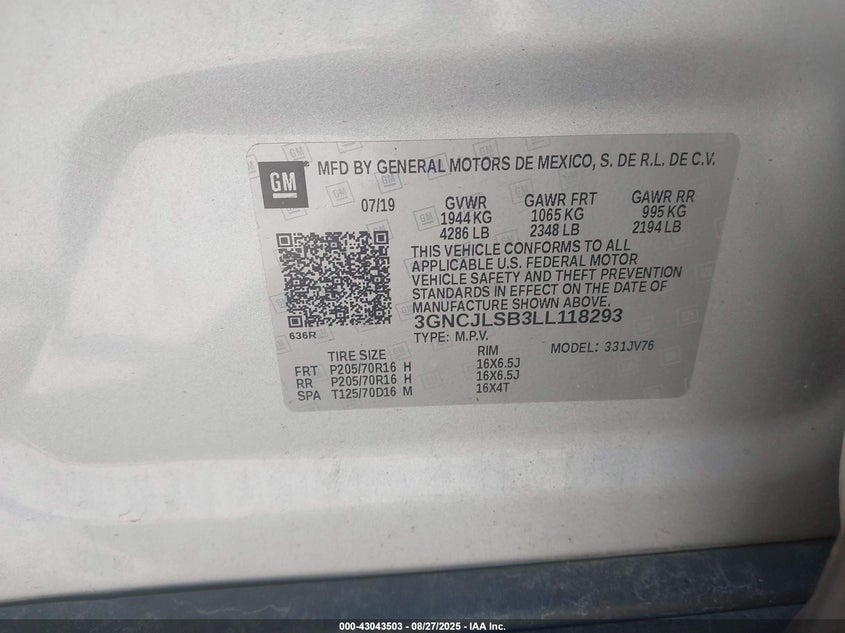 GM
MFD BY GENERAL MOTORS DE MEXICO, S. DE R.L. DE C.V.
07/19 GVWR GAWR FRT GAWR RR
1944 KG 1065 KG 995 KG
4286 LB 2348 LB 2194 LB
THIS VEHICLE CONFORMS TO ALL
APPLICABLE U.S. FEDERAL MOTOR
VEHICLE SAFETY AND THEFT PREVENTION
STANDARDS IN EFFECT ON THE DATE OF
MANUFACTURE SHOWN ABOVE.
3GNCJLSB3LL118293
636R
TYPE: M.P.V. MODEL: 331JV76
TIRE SIZE RIM
FRT P205/70R16 H 16X6.5J
RR P205/70R16 H 16X6.5J
SPA T125/70D16 M 16X4T
000-43043503 - 08/27/2025 - IAA Inc.